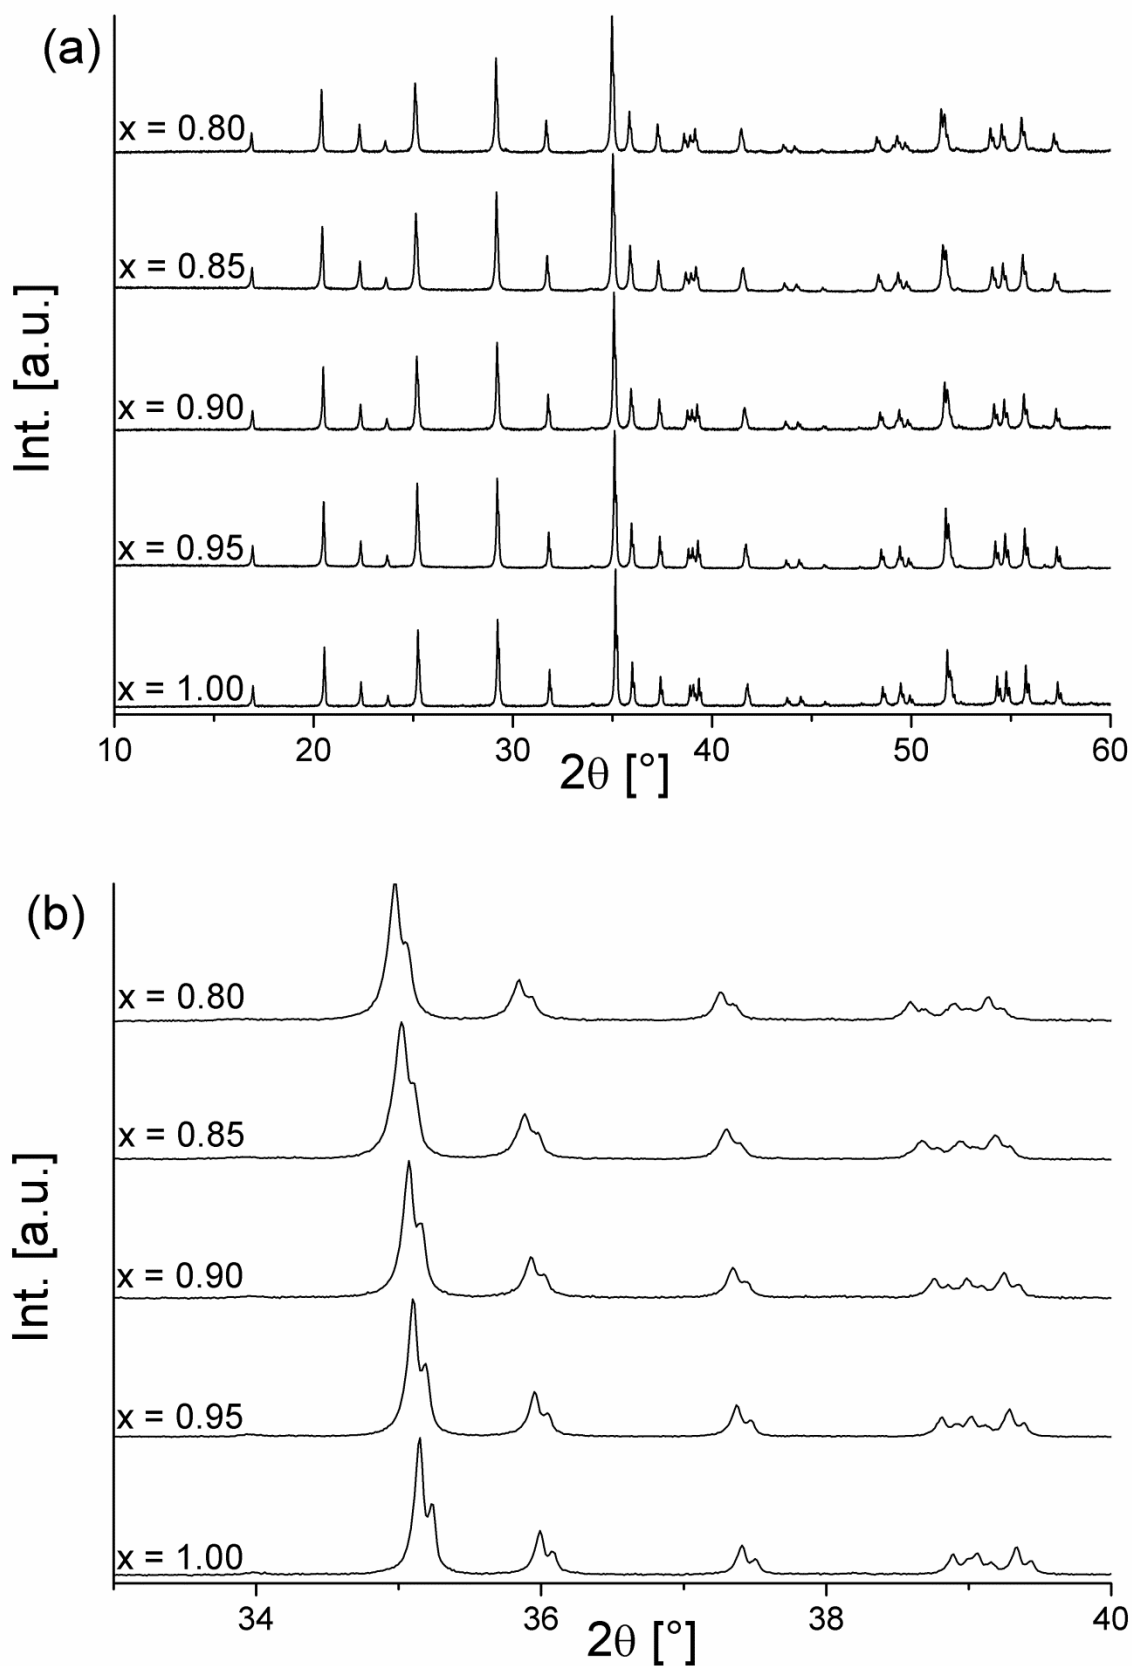 (a)
x = 0.80
x = 0.85
x = 0.90
x = 0.95
x = 1.00
Int. [a.u.]
10 20 30 40 50 60
2θ [°]
(b)
x = 0.80
x = 0.85
x = 0.90
x = 0.95
x = 1.00
Int. [a.u.]
34 36 38 40
2θ [°]